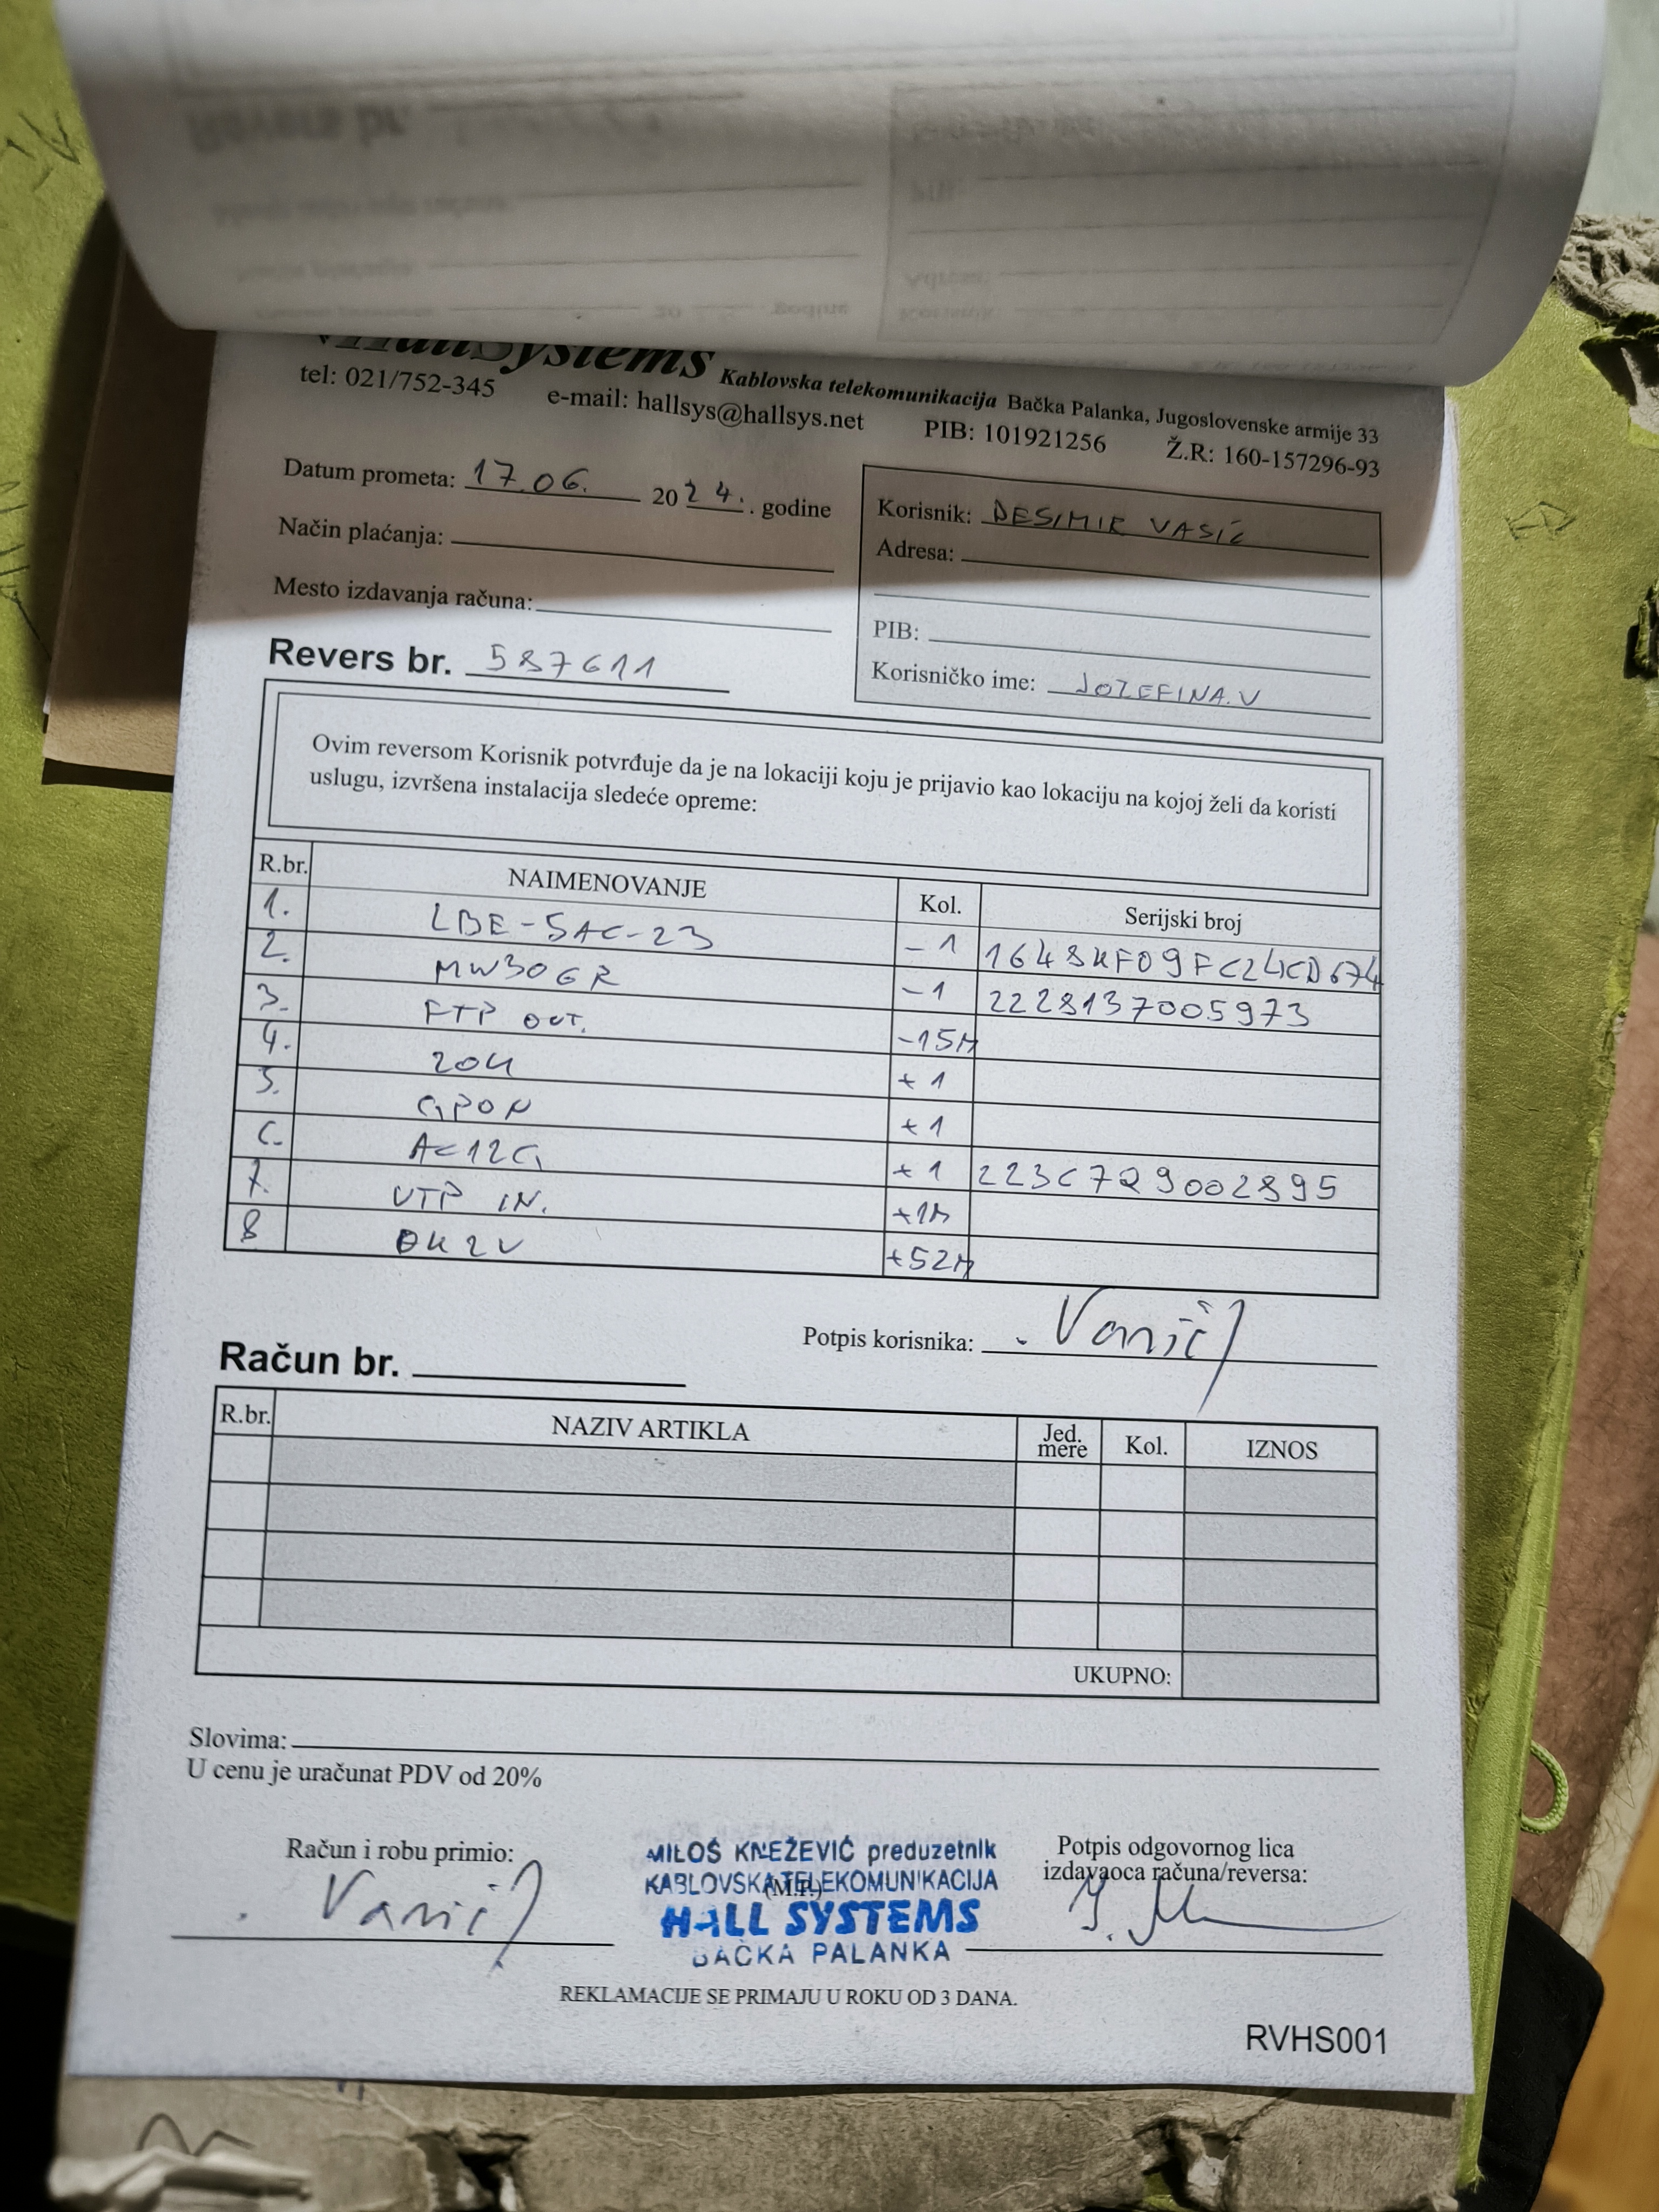 HallSystems Kablovska telekomunikacija Bačka Palanka, Jugoslovenske armije 33
tel: 021/752-345 e-mail: hallsys@hallsys.net PIB: 101921256 Ž.R: 160-157296-93
Datum prometa: 17.06. 2024. . godine
Način plaćanja:
Mesto izdavanja računa:
Korisnik: DESIMIR VASIĆ
Adresa:
PIB:
Korisničko ime: JOZEFINA.V
Revers br. 587611
Ovim reversom Korisnik potvrđuje da je na lokaciji koju je prijavio kao lokaciju na kojoj želi da koristi
uslugu, izvršena instalacija sledeće opreme:
R.br. NAIMENOVANJE Kol. Serijski broj
1. LBE-5AC-23 -1 1648KF09FC24CD674
2. MW306R -1 2228137005973
3. FTP OUT. -15M
4. ZOK +1
5. GPON +1
6. AC12G +1 223C729002895
7. UTP IN. +1M
8 OK2V +52M
Potpis korisnika: Vasić
Račun br.
R.br. NAZIV ARTIKLA Jed. mere Kol. IZNOS
UKUPNO:
Slovima:
U cenu je uračunat PDV od 20%
Računi i robu primio: Vasić
MILOŠ KNEŽEVIĆ preduzetnik
KABLOVSKA TELEKOMUNIKACIJA
(M.P.)
HALL SYSTEMS
BAČKA PALANKA
Potpis odgovornog lica
izdavaoca računa/reversa:
REKLAMACIJE SE PRIMAJU U ROKU OD 3 DANA.
RVHS001